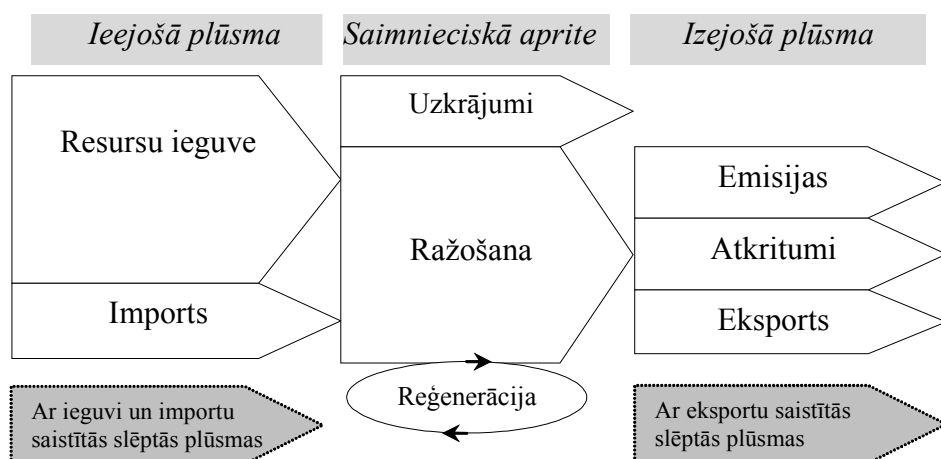 Ieejošā plūsma
Saimnieciskā aprite
Izejošā plūsma
Resursu ieguve
Imports
Ar ieguvi un importu
saistītās slēptās plūsmas
Uzkrājumi
Ražošana
Reģenerācija
Emisijas
Atkritumi
Eksports
Ar eksportu saistītās
slēptās plūsmas